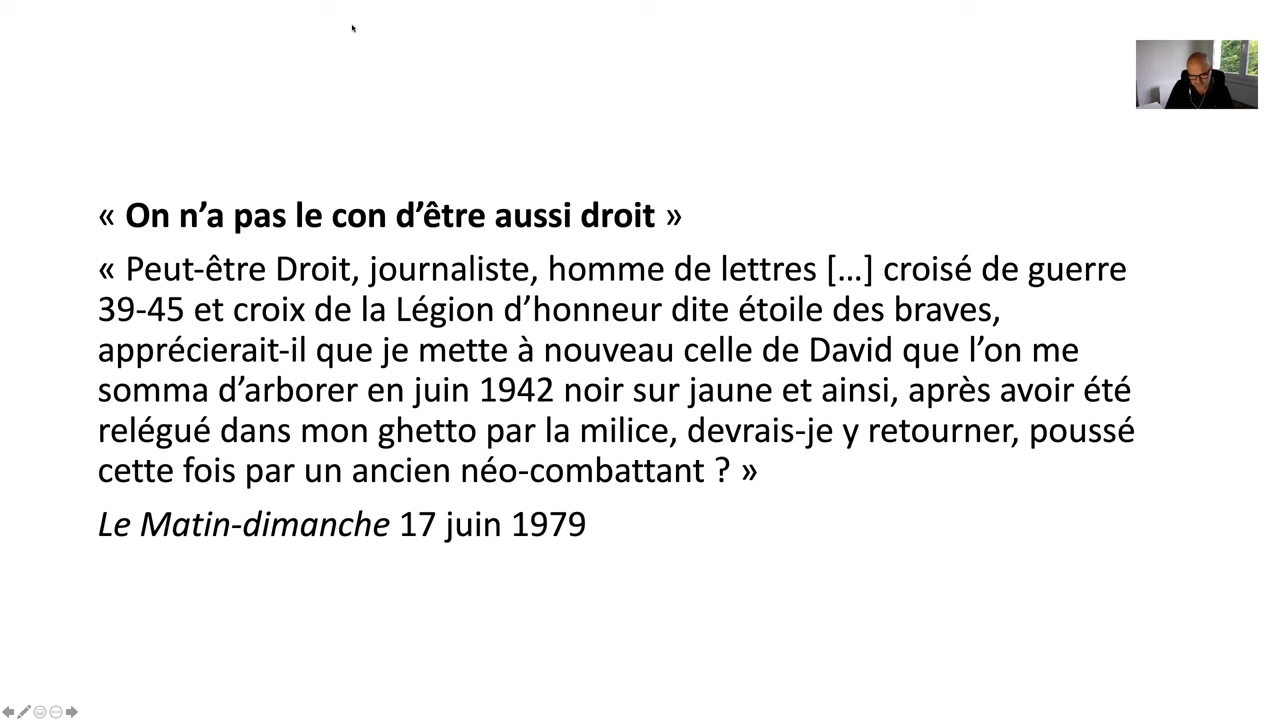 « On n’a pas le con d’être aussi droit »
« Peut-être Droit, journaliste, homme de lettres […] croisé de guerre
39-45 et croix de la Légion d’honneur dite étoile des braves,
apprécierait-il que je mette à nouveau celle de David que l’on me
somma d’arborer en juin 1942 noir sur jaune et ainsi, après avoir été
relégué dans mon ghetto par la milice, devrais-je y retourner, poussé
cette fois par un ancien néo-combattant ? »
Le Matin-dimanche 17 juin 1979